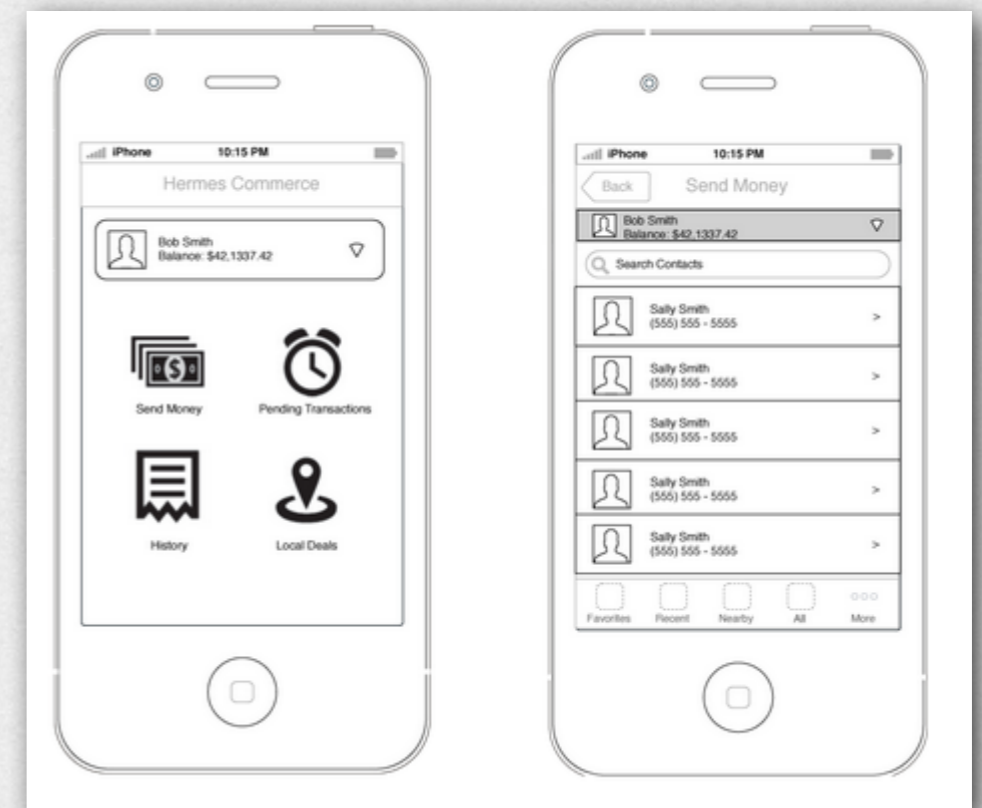 iPhone 10:15 PM
Hermes Commerce
Bob Smith
Balance: $42,1337.42
Send Money
Pending Transactions
History
Local Deals
iPhone 10:15 PM
Back
Send Money
Bob Smith
Balance: $42,1337.42
Search Contacts
Sally Smith
(555) 555 - 5555
>
Sally Smith
(555) 555 - 5555
>
Sally Smith
(555) 555 - 5555
>
Sally Smith
(555) 555 - 5555
>
Sally Smith
(555) 555 - 5555
>
Favorites Recent Nearby All More